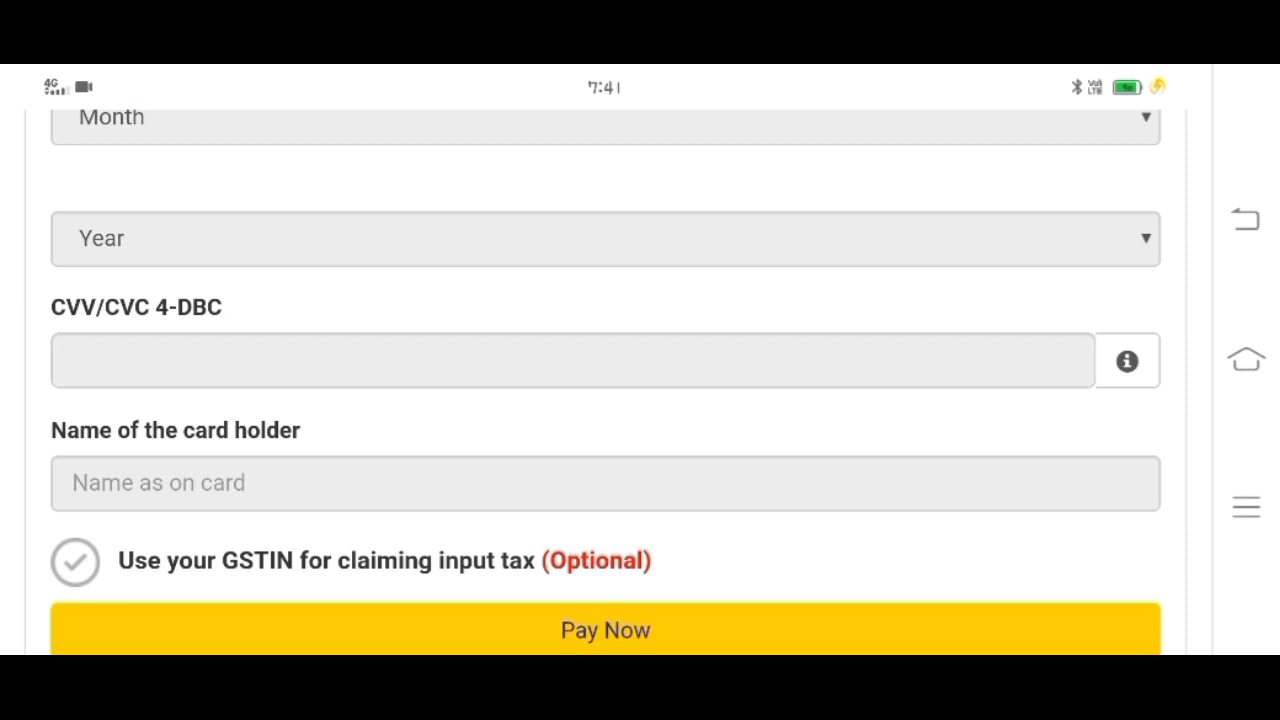 4G
7:41
Month
Year
CVV/CVC 4-DBC
Name of the card holder
Name as on card
Use your GSTIN for claiming input tax (Optional)
Pay Now